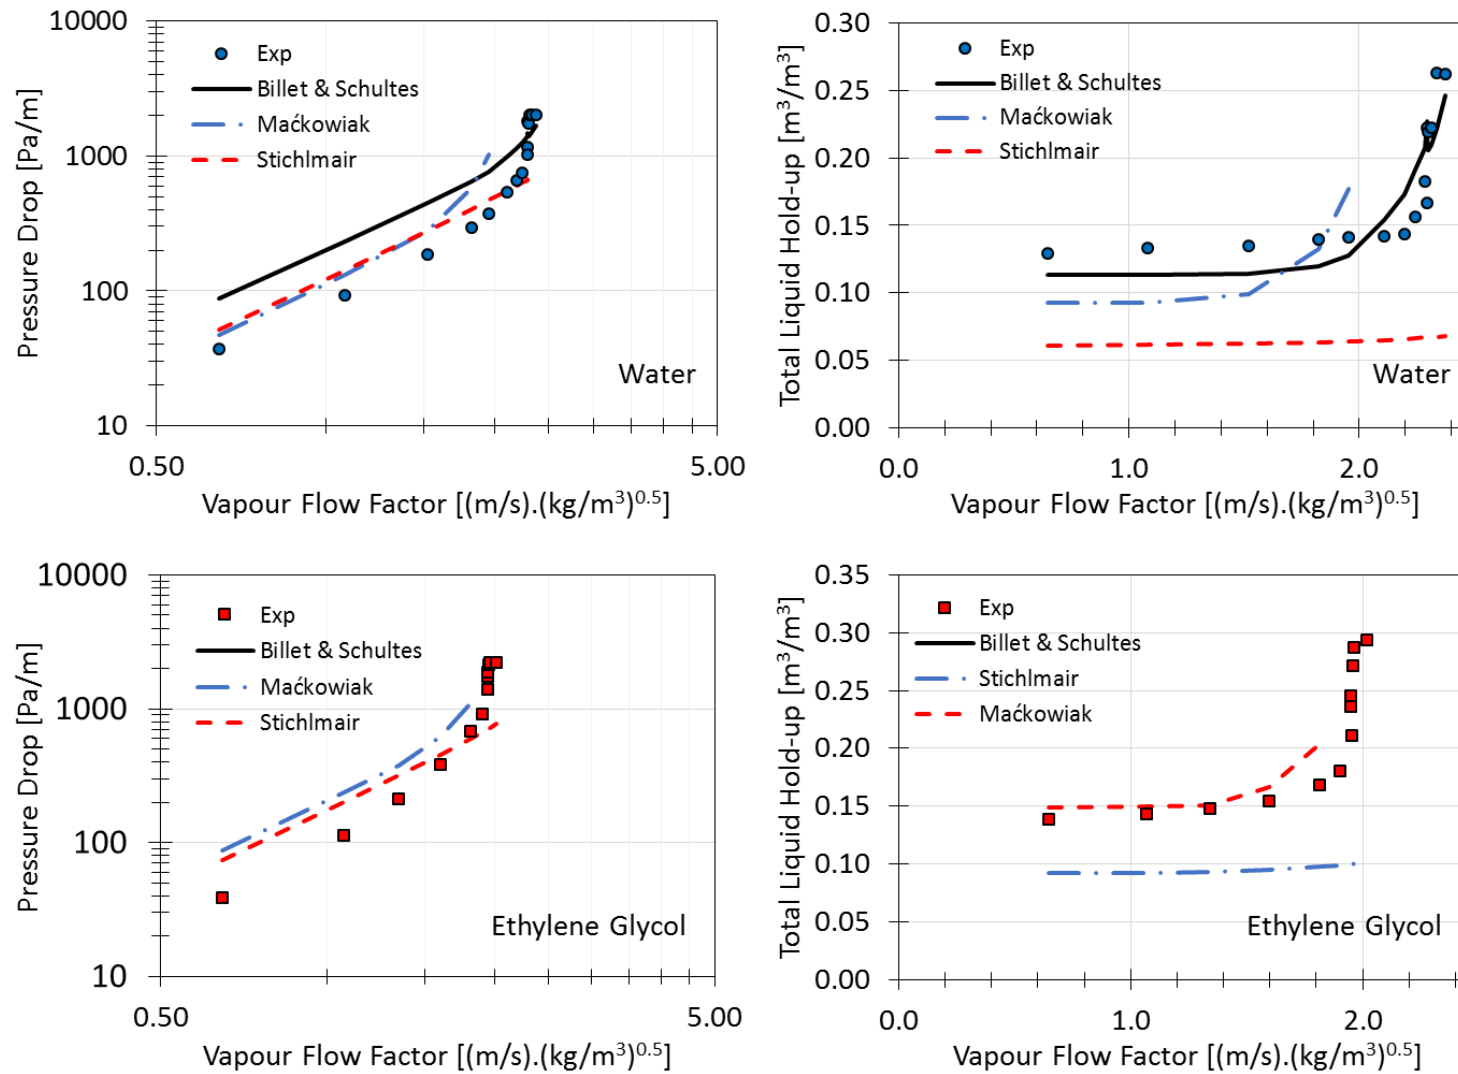 Pressure Drop [Pa/m]
10000
1000
100
10
Exp
Billet & Schultes
Maćkowiak
Stichlmair
Water
0.50
5.00
Vapour Flow Factor [(m/s).(kg/m³)⁰·⁵]
Total Liquid Hold-up [m³/m³]
0.30
0.25
0.20
0.15
0.10
0.05
0.00
Exp
Billet & Schultes
Maćkowiak
Stichlmair
Water
0.0
1.0
2.0
Vapour Flow Factor [(m/s).(kg/m³)⁰·⁵]
Pressure Drop [Pa/m]
10000
1000
100
10
Exp
Billet & Schultes
Maćkowiak
Stichlmair
Ethylene Glycol
0.50
5.00
Vapour Flow Factor [(m/s).(kg/m³)⁰·⁵]
Total Liquid Hold-up [m³/m³]
0.35
0.30
0.25
0.20
0.15
0.10
0.05
0.00
Exp
Billet & Schultes
Stichlmair
Maćkowiak
Ethylene Glycol
0.0
1.0
2.0
Vapour Flow Factor [(m/s).(kg/m³)⁰·⁵]